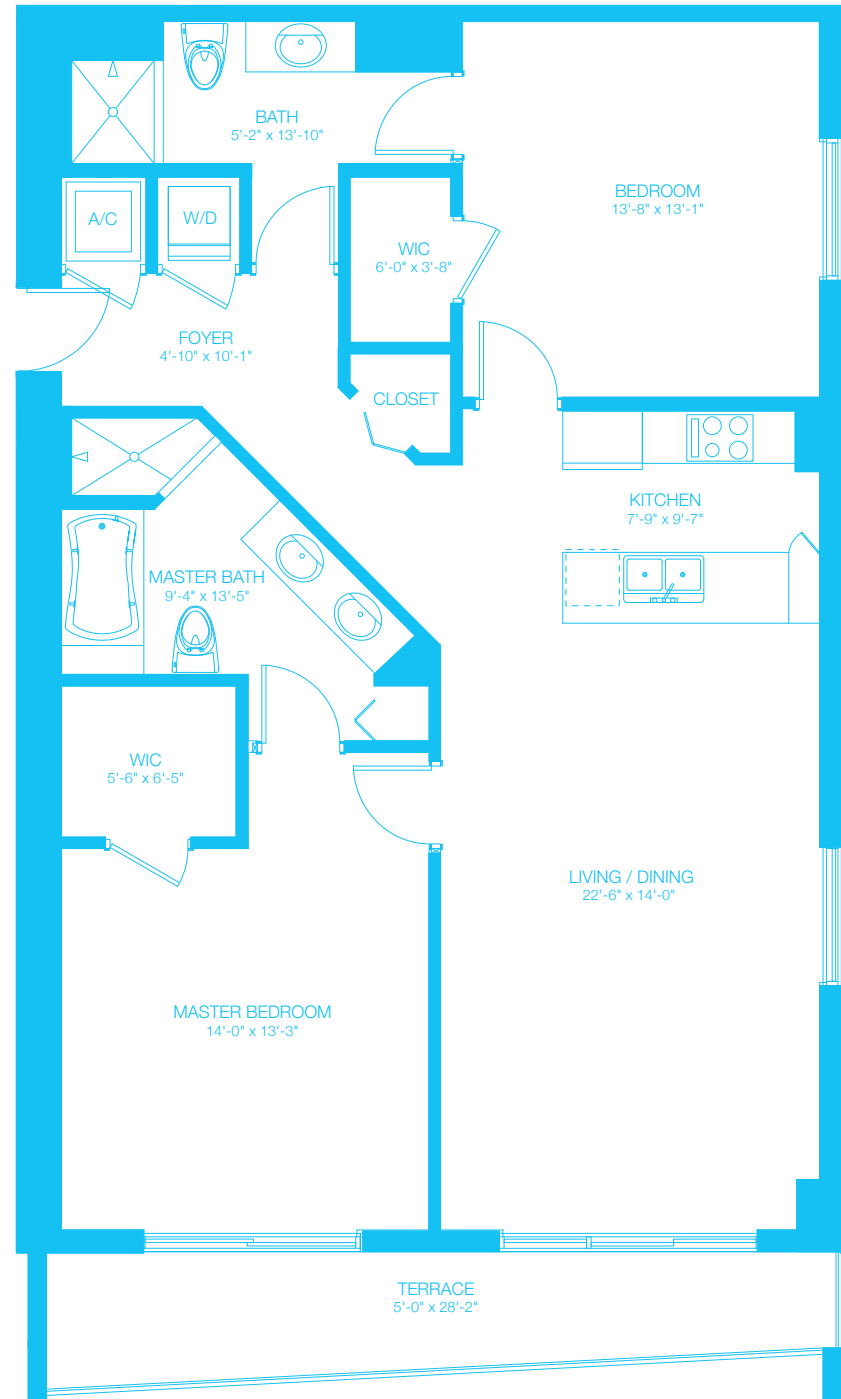 BATH
5'-2" x 13'-10"
BEDROOM
13'-8" x 13'-1"
A/C
W/D
WIC
6'-0" x 3'-8"
FOYER
4'-10" x 10'-1"
CLOSET
KITCHEN
7'-9" x 9'-7"
MASTER BATH
9'-4" x 13'-5"
WIC
5'-6" x 6'-5"
LIVING / DINING
22'-6" x 14'-0"
MASTER BEDROOM
14'-0" x 13'-3"
TERRACE
5'-0" x 28'-2"